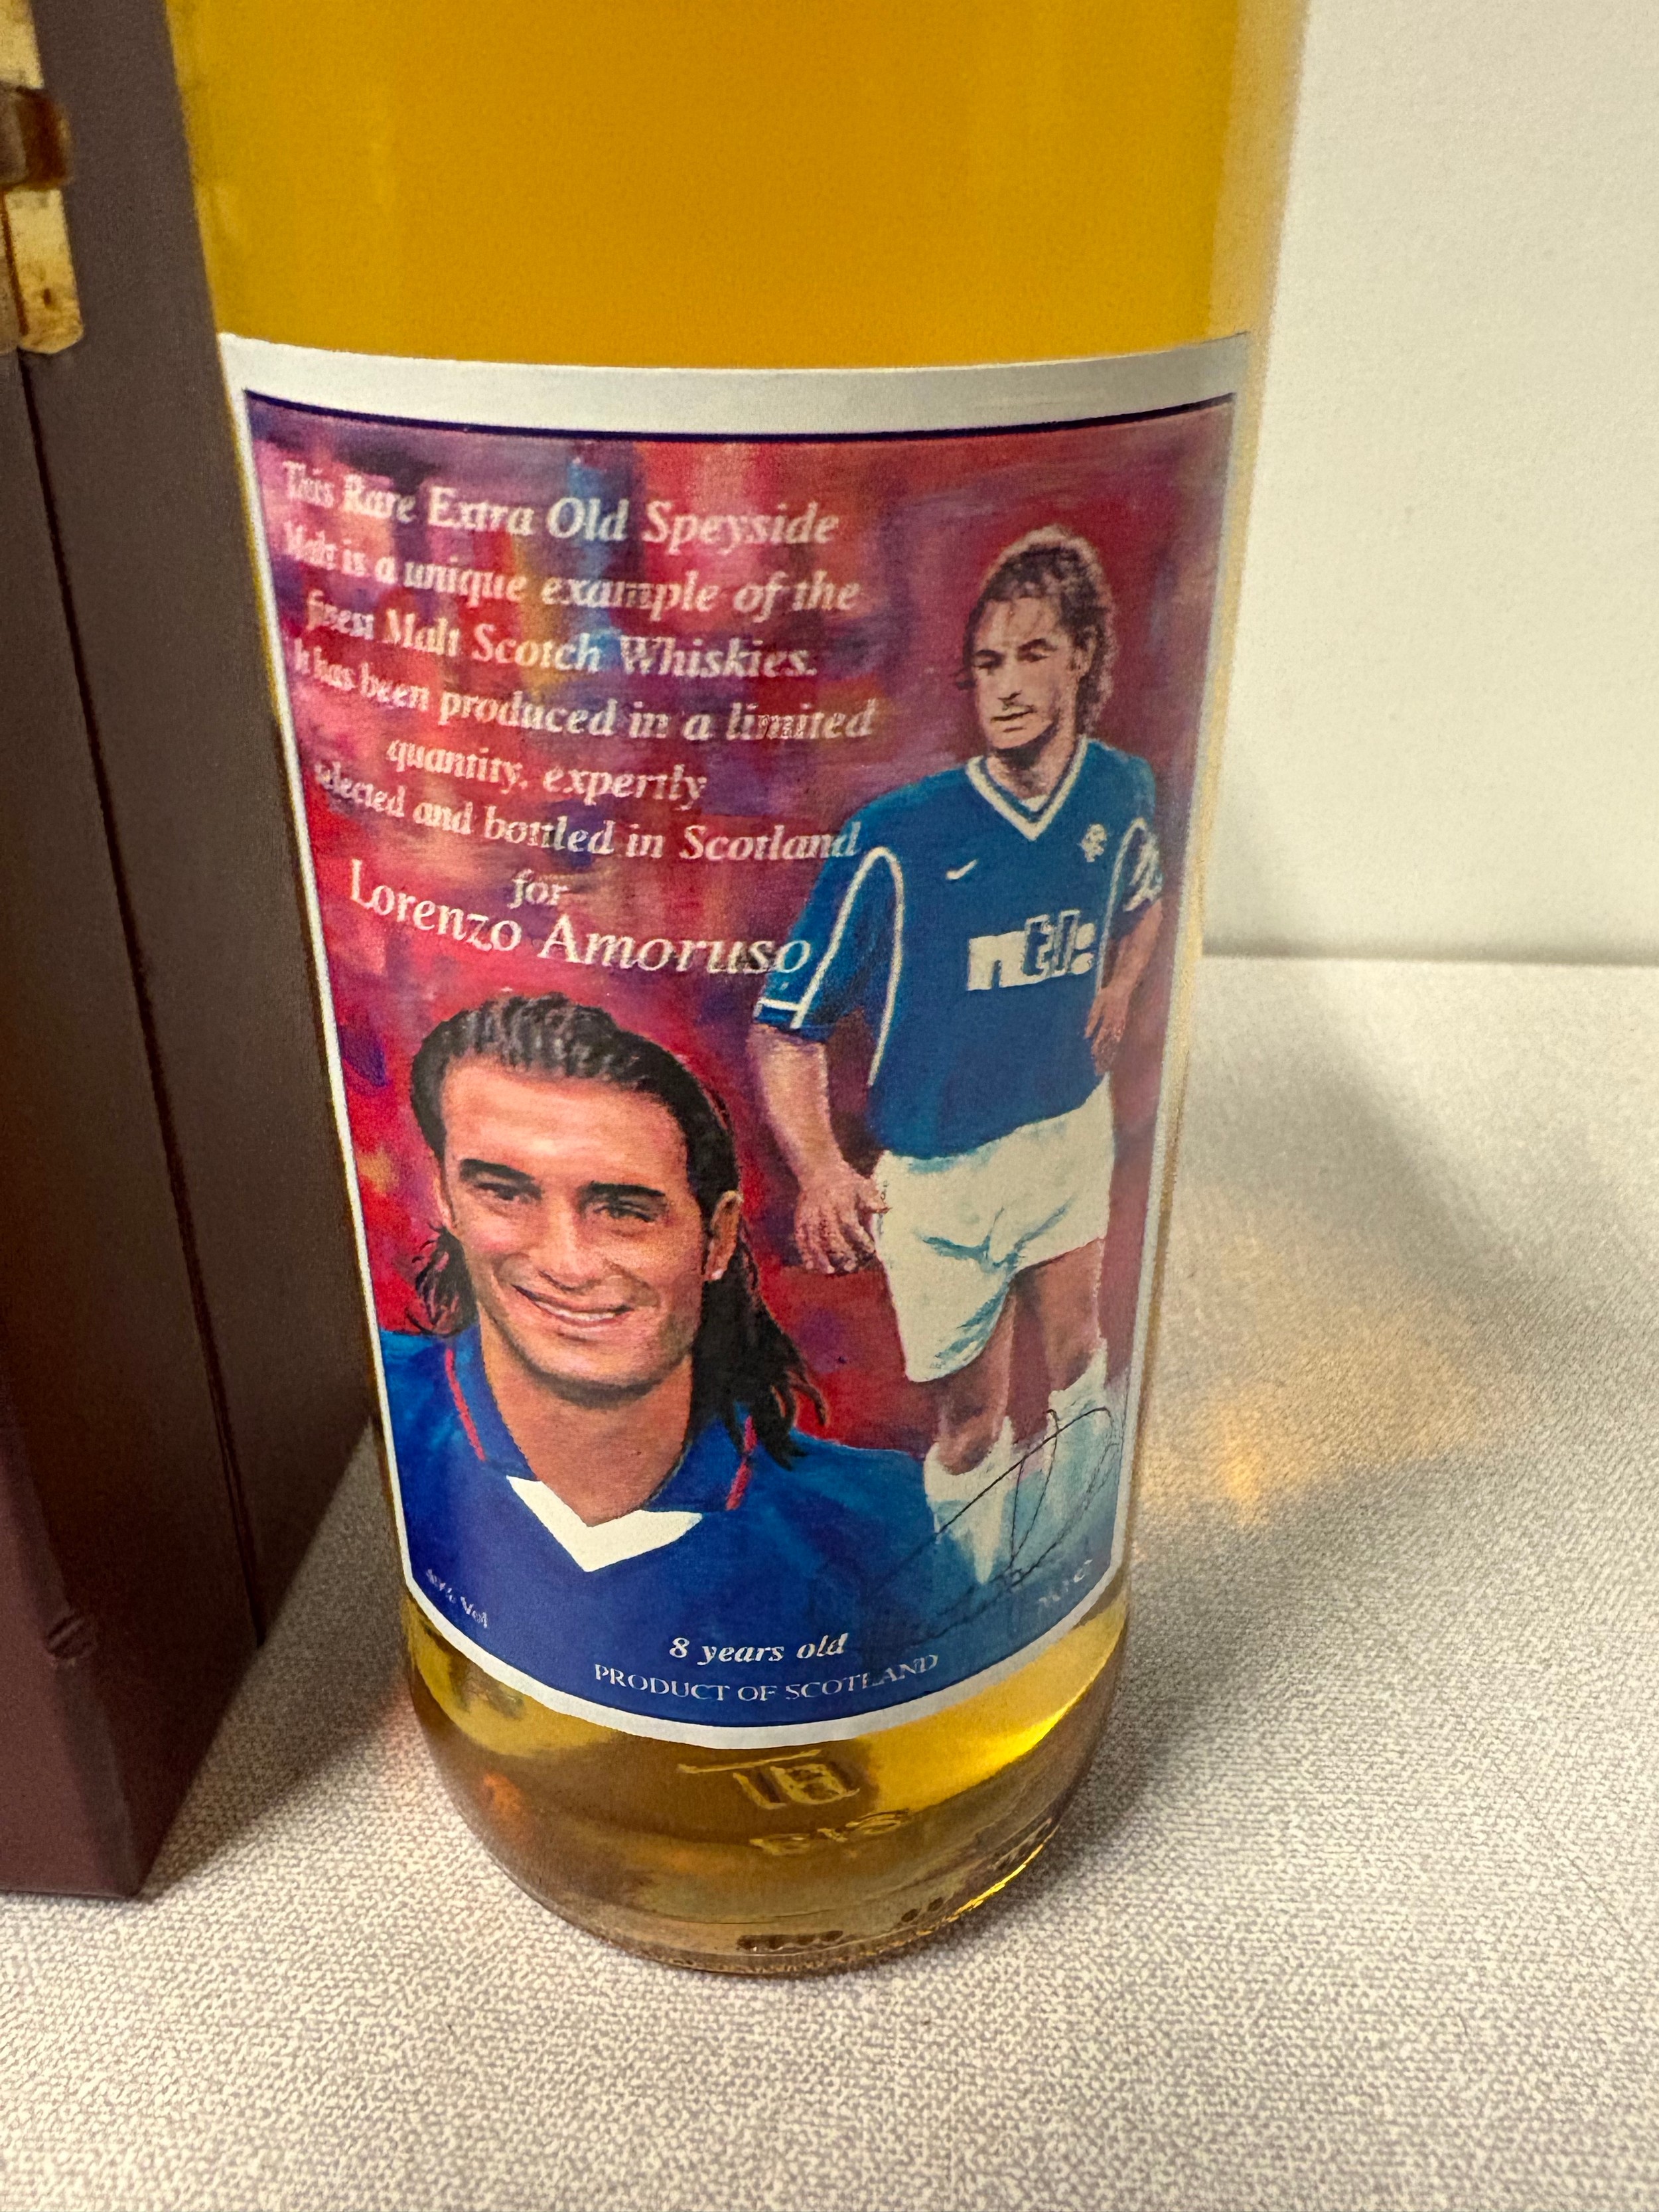 This Rare Extra Old Speyside
Malt is a unique example of the
finest Malt Scotch Whiskies.
It has been produced in a limited
quantity, expertly
selected and bottled in Scotland
for
Lorenzo Amoruso
ntl:
Vol
8 years old
PRODUCT OF SCOTLAND